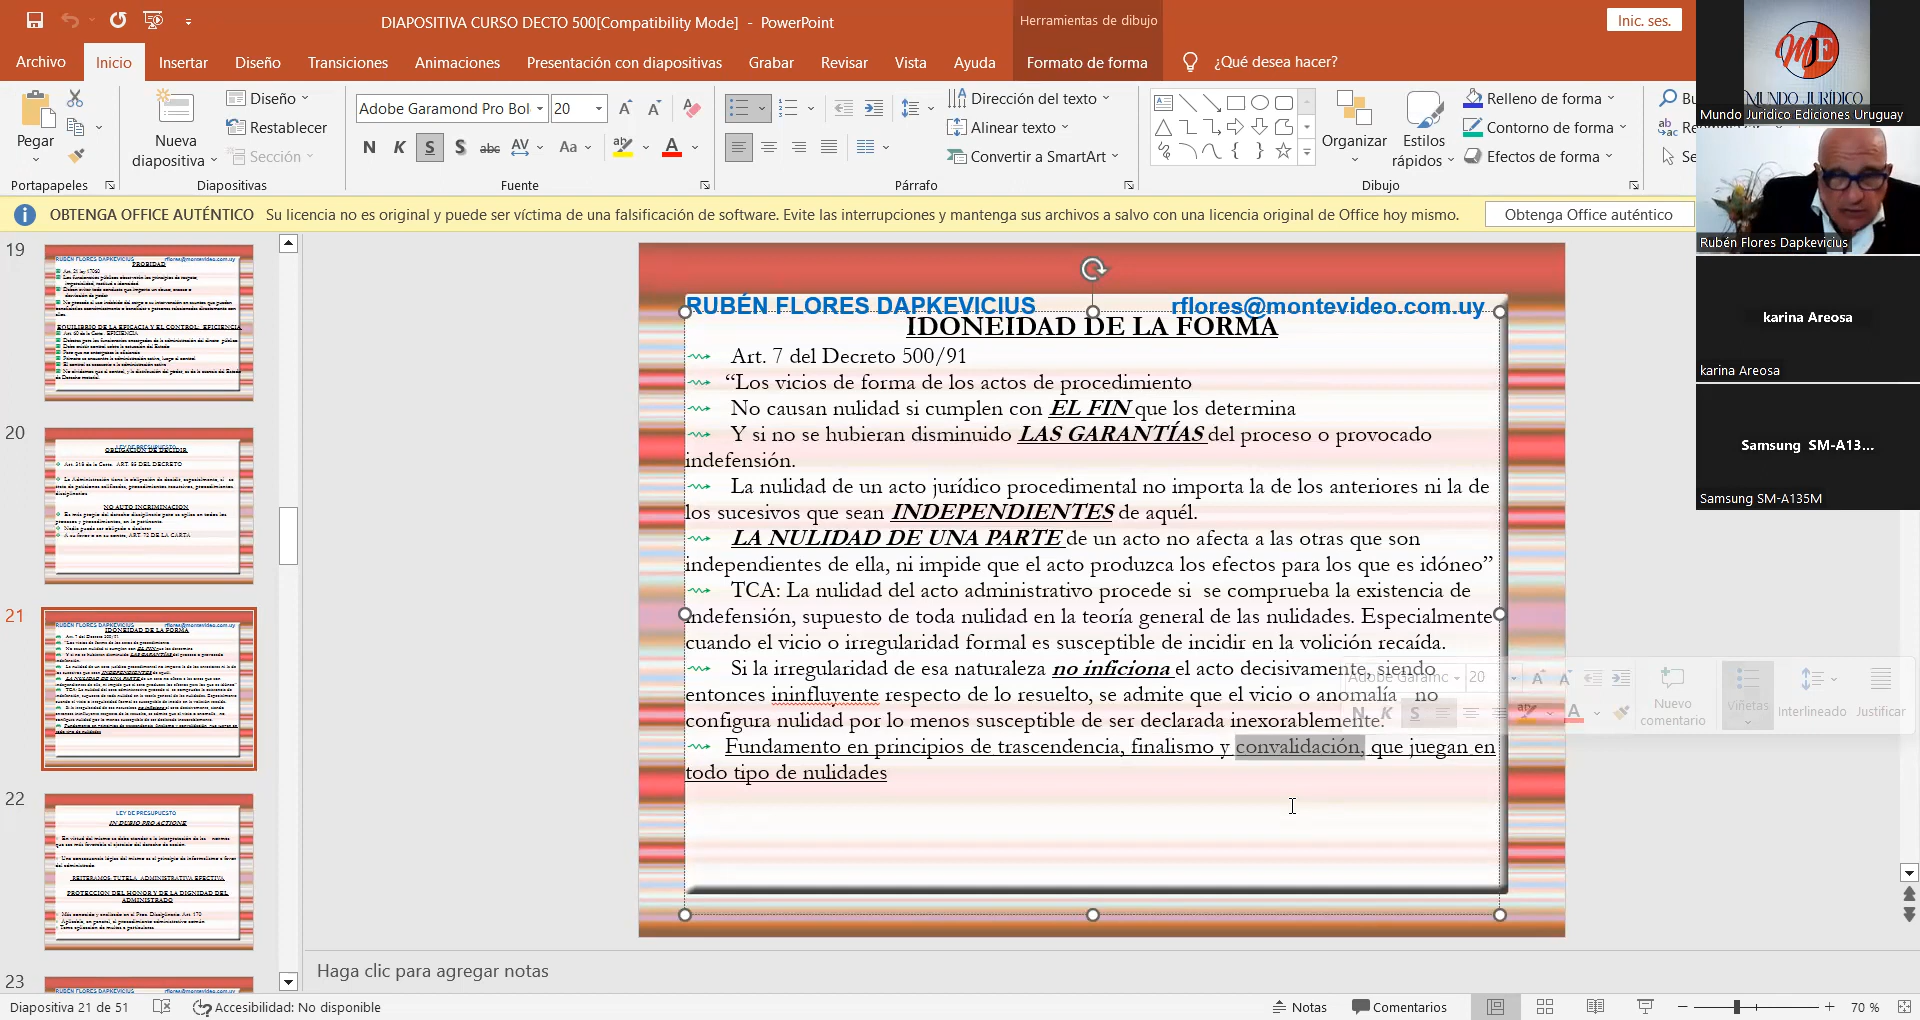 DIAPOSITIVA CURSO DECTO 500[Compatibility Mode] - PowerPoint
Herramientas de dibujo
Inic. ses.
Archivo Inicio Insertar Diseño Transiciones Animaciones Presentación con diapositivas Grabar Revisar Vista Ayuda Formato de forma ¿Qué desea hacer?
Pegar
Portapapeles
Nueva diapositiva
Diseño
Restablecer
Sección
Diapositivas
Adobe Garamond Pro Bol 20
N K S S abc AV Aa A
Fuente
Dirección del texto
Alinear texto
Convertir a SmartArt
Párrafo
Organizar
Estilos rápidos
Relleno de forma
Contorno de forma
Efectos de forma
Dibujo
MJE
MUNDO JURÍDICO
Mundo Juridico Ediciones Uruguay
Rubén Flores Dapkevicius
karina Areosa
karina Areosa
Samsung SM-A13...
Samsung SM-A135M
OBTENGA OFFICE AUTÉNTICO Su licencia no es original y puede ser víctima de una falsificación de software. Evite las interrupciones y mantenga sus archivos a salvo con una licencia original de Office hoy mismo.
Obtenga Office auténtico
19
20
21
22
23
RUBÉN FLORES DAPKEVICIUS rflores@montevideo.com.uy
IDONEIDAD DE LA FORMA
Art. 7 del Decreto 500/91
“Los vicios de forma de los actos de procedimiento
No causan nulidad si cumplen con EL FIN que los determina
Y si no se hubieran disminuido LAS GARANTÍAS del proceso o provocado
indefensión.
La nulidad de un acto jurídico procedimental no importa la de los anteriores ni la de
los sucesivos que sean INDEPENDIENTES de aquél.
LA NULIDAD DE UNA PARTE de un acto no afecta a las otras que son
independientes de ella, ni impide que el acto produzca los efectos para los que es idóneo”
TCA: La nulidad del acto administrativo procede si se comprueba la existencia de
indefensión, supuesto de toda nulidad en la teoría general de las nulidades. Especialmente
cuando el vicio o irregularidad formal es susceptible de incidir en la volición recaída.
Si la irregularidad de esa naturaleza no inficiona el acto decisivamente, siendo
entonces ininfluyente respecto de lo resuelto, se admite que el vicio o anomalía no
configura nulidad por lo menos susceptible de ser declarada inexorablemente.
Fundamento en principios de trascendencia, finalismo y convalidación, que juegan en
todo tipo de nulidades
Adobe Garamc 20
N K S A
Nuevo comentario
Viñetas
Interlineado
Justificar
Haga clic para agregar notas
Diapositiva 21 de 51 Accesibilidad: No disponible Notas Comentarios 70 %